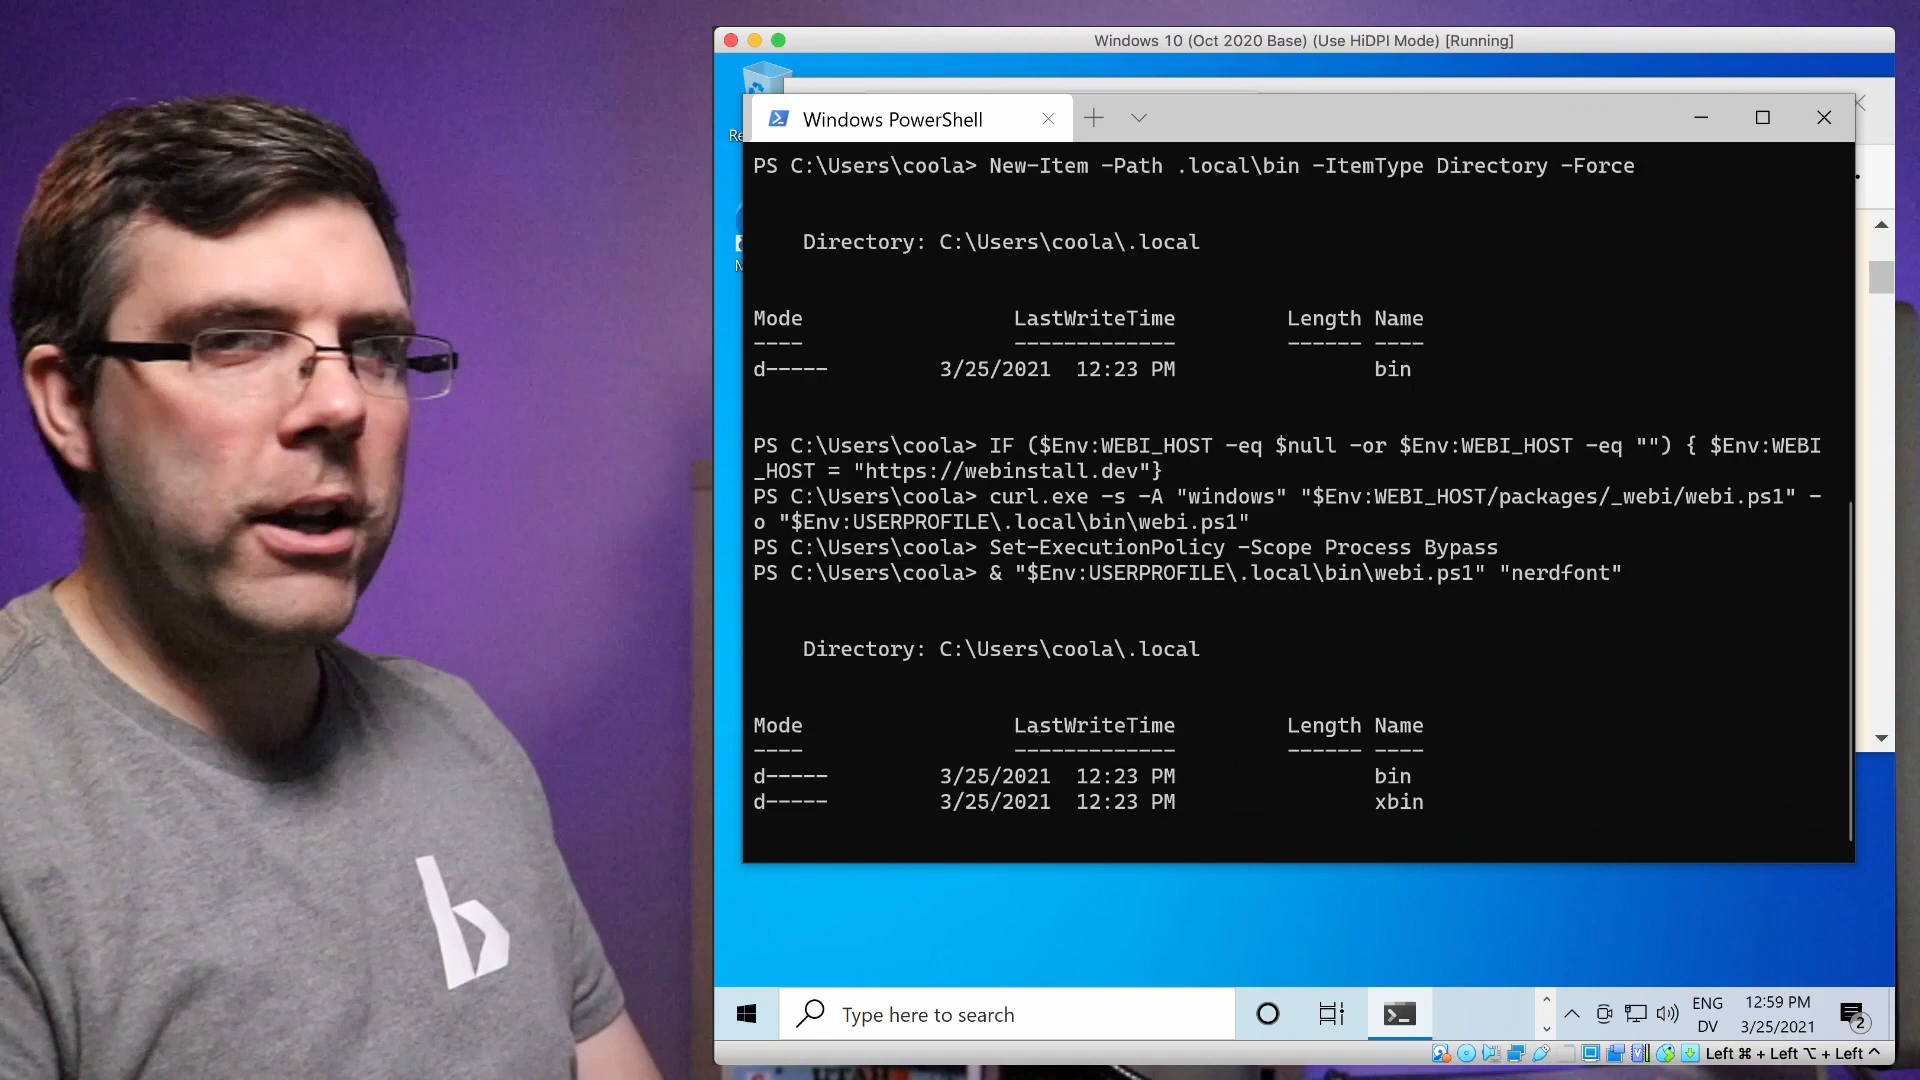 Windows 10 (Oct 2020 Base) (Use HiDPI Mode) [Running]
Windows PowerShell
PS C:\Users\coola> New-Item -Path .local\bin -ItemType Directory -Force
Directory: C:\Users\coola\.local
Mode LastWriteTime Length Name
---- ------------- ------ ----
d----- 3/25/2021 12:23 PM bin
PS C:\Users\coola> IF ($Env:WEBI_HOST -eq $null -or $Env:WEBI_HOST -eq "") { $Env:WEBI
_HOST = "https://webinstall.dev"}
PS C:\Users\coola> curl.exe -s -A "windows" "$Env:WEBI_HOST/packages/_webi/webi.ps1" -
o "$Env:USERPROFILE\.local\bin\webi.ps1"
PS C:\Users\coola> Set-ExecutionPolicy -Scope Process Bypass
PS C:\Users\coola> & "$Env:USERPROFILE\.local\bin\webi.ps1" "nerdfont"
Directory: C:\Users\coola\.local
Mode LastWriteTime Length Name
---- ------------- ------ ----
d----- 3/25/2021 12:23 PM bin
d----- 3/25/2021 12:23 PM xbin
b
Type here to search
ENG
DV
12:59 PM
3/25/2021
2
Left ⌘ + Left ⌥ + Left ^